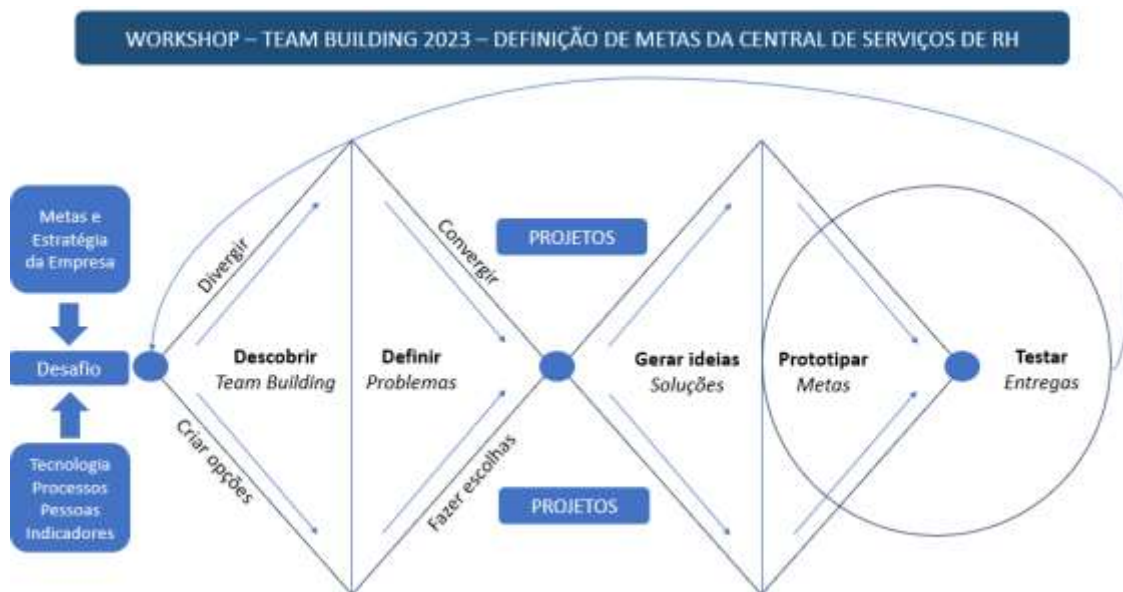 WORKSHOP – TEAM BUILDING 2023 – DEFINIÇÃO DE METAS DA CENTRAL DE SERVIÇOS DE RH
Metas e
Estratégia
da Empresa
Desafio
Tecnologia
Processos
Pessoas
Indicadores
Divergir
Criar opções
Descobrir
Team Building
Definir
Problemas
Convergir
Fazer escolhas
PROJETOS
PROJETOS
Gerar ideias
Soluções
Prototipar
Metas
Testar
Entregas